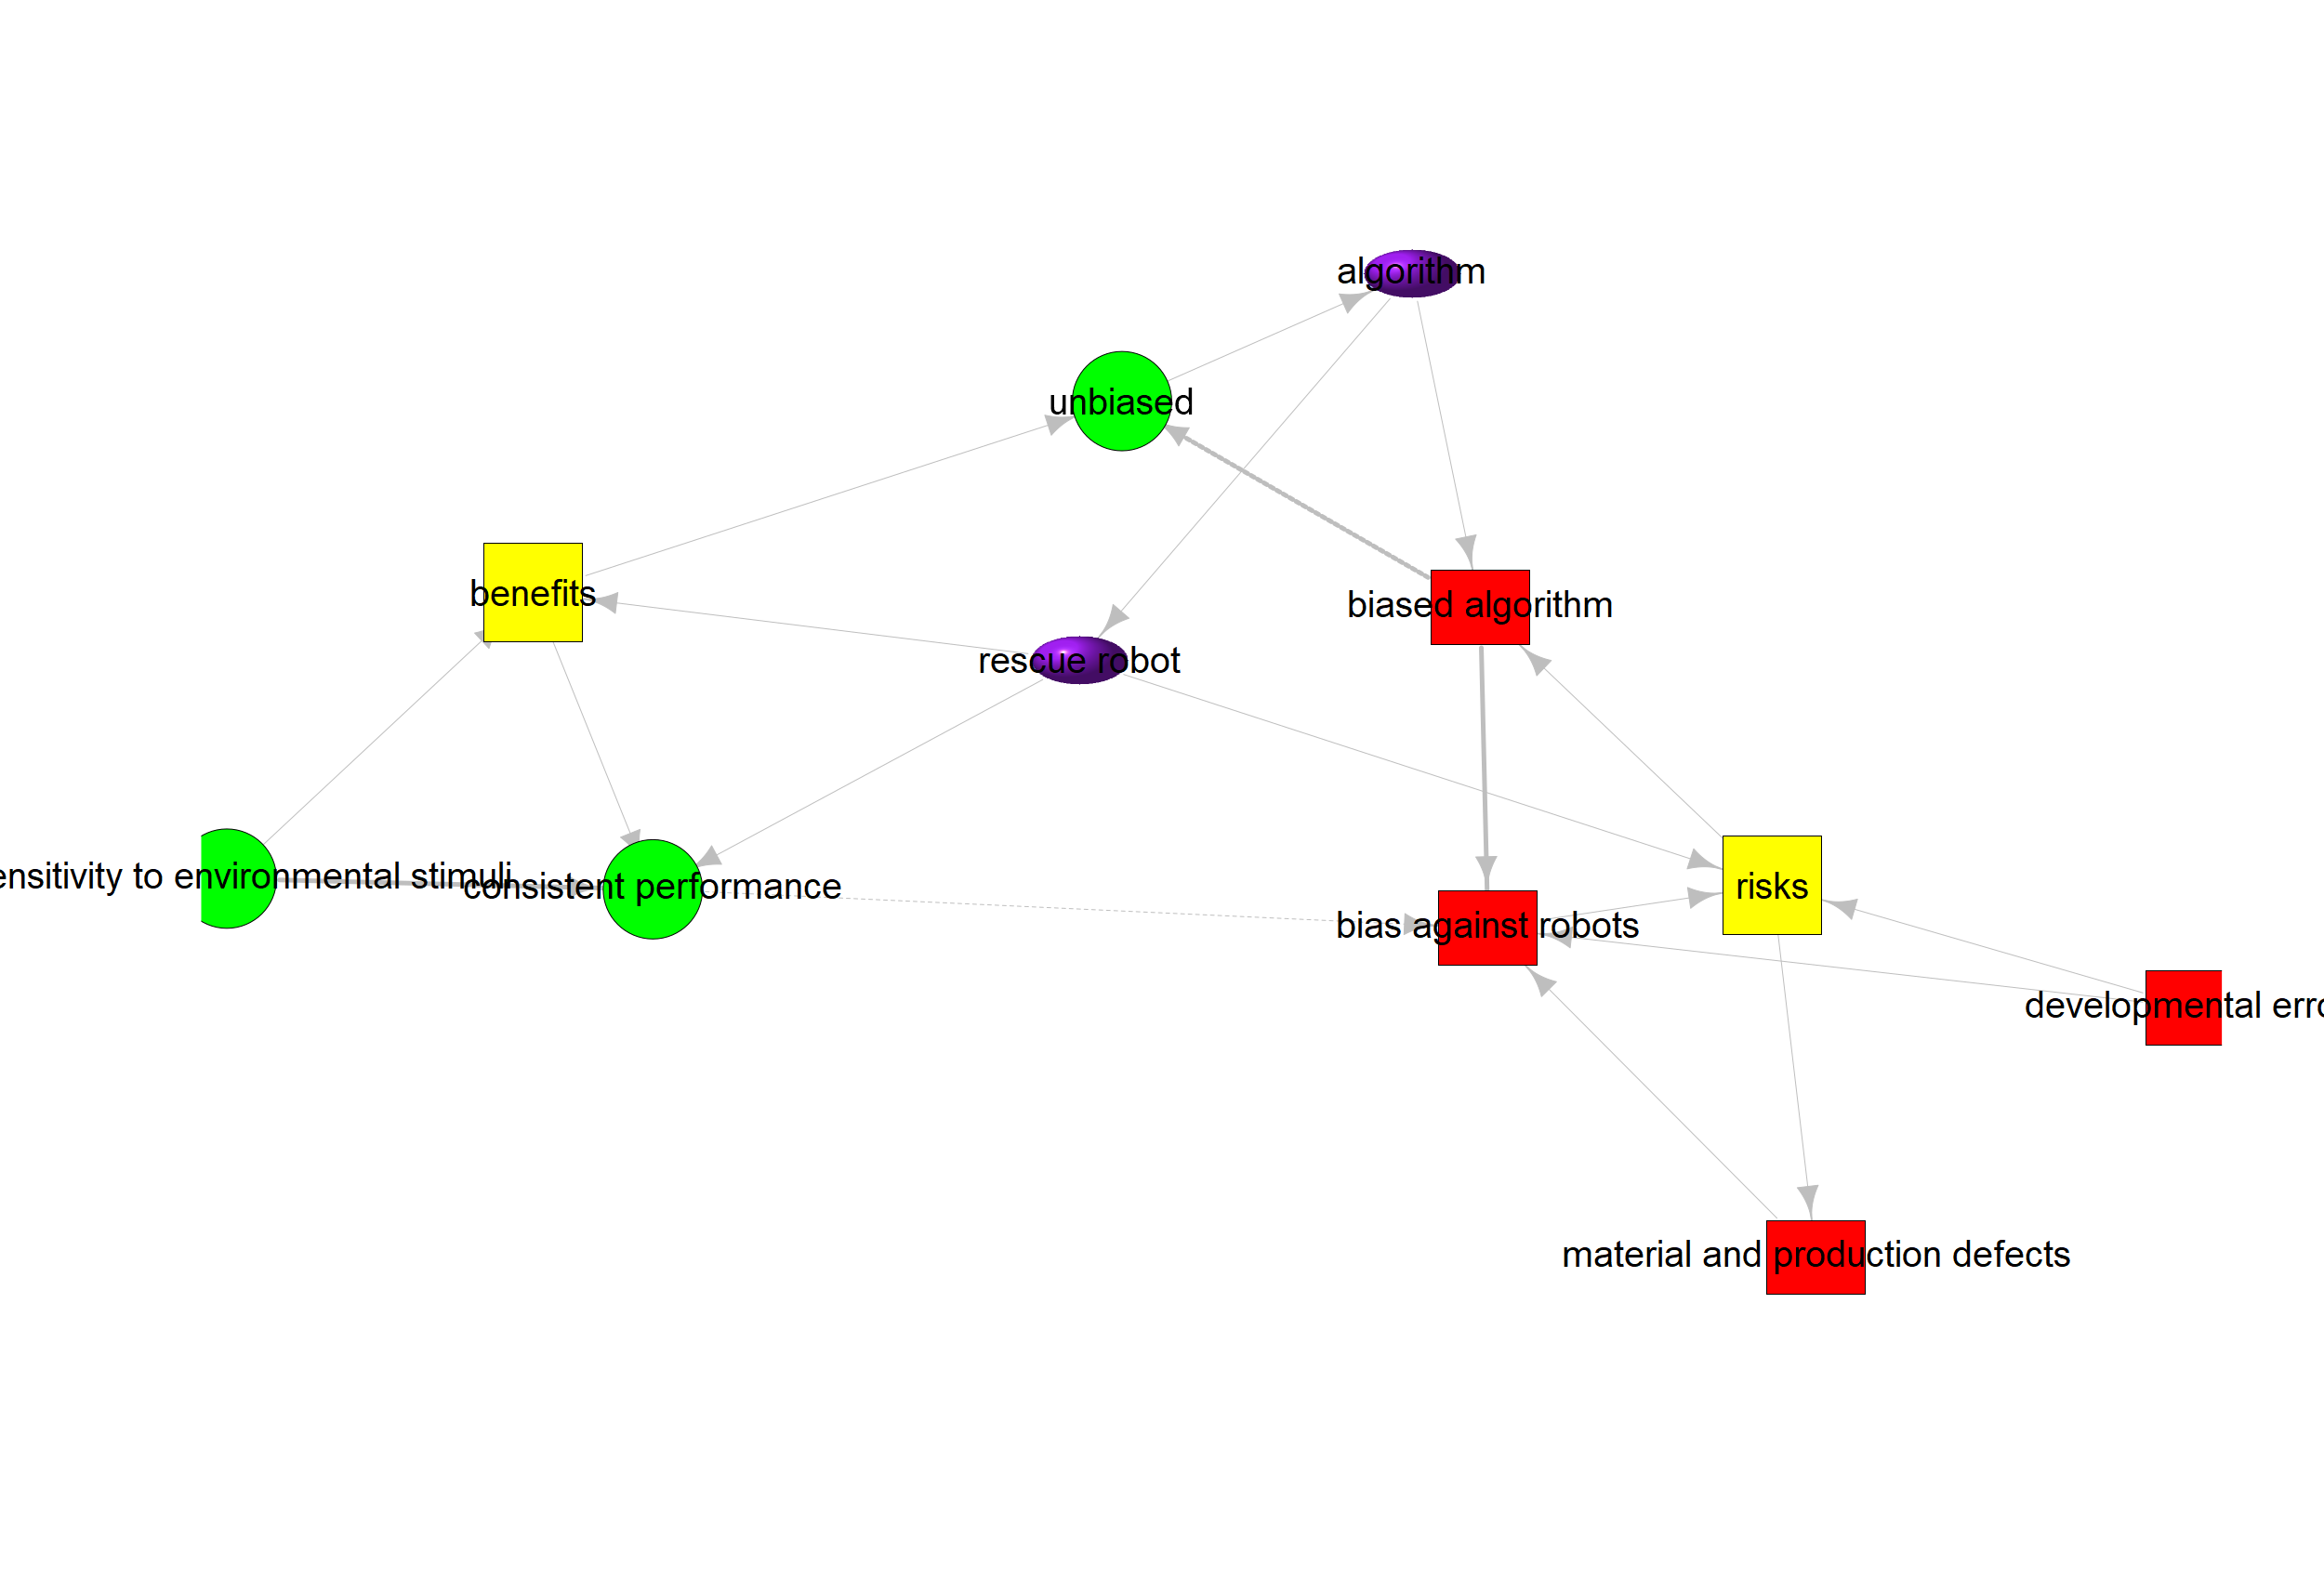 algorithm
unbiased
benefits
biased algorithm
rescue robot
ensitivity to environmental stimuli
consistent performance
risks
bias against robots
developmental erro
material and production defects